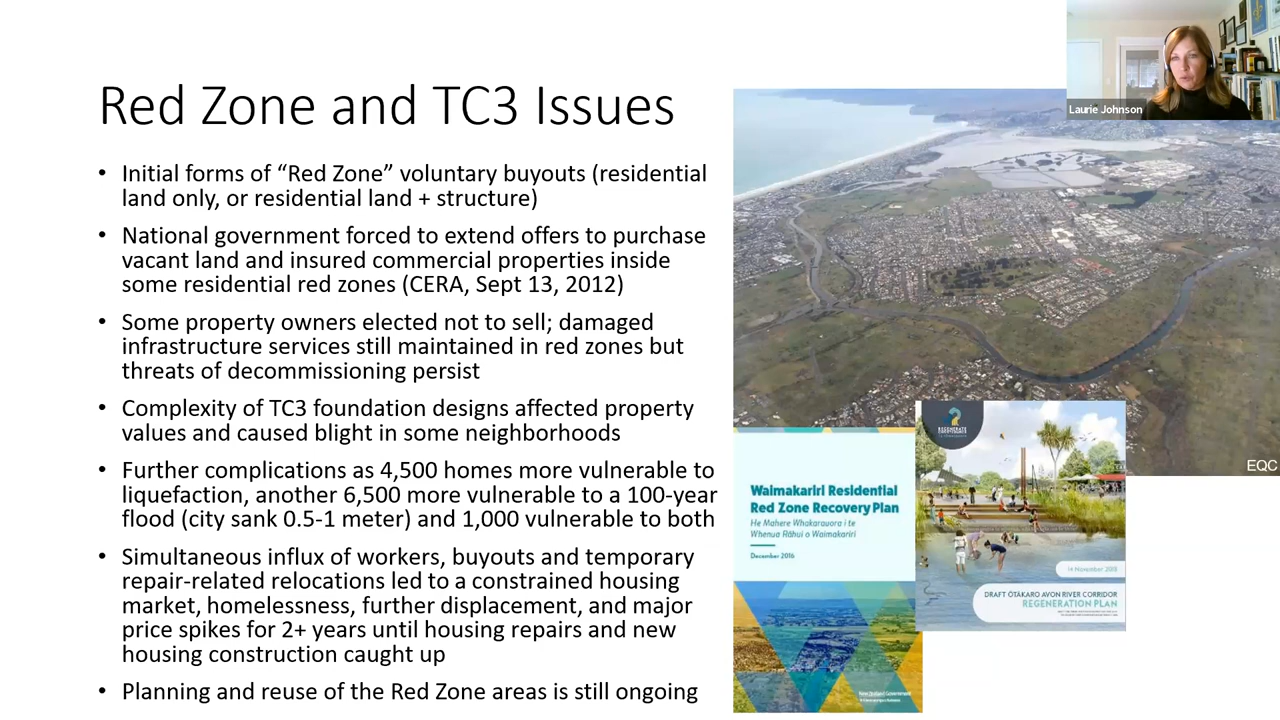 Red Zone and TC3 Issues
• Initial forms of “Red Zone” voluntary buyouts (residential
land only, or residential land + structure)
• National government forced to extend offers to purchase
vacant land and insured commercial properties inside
some residential red zones (CERA, Sept 13, 2012)
• Some property owners elected not to sell; damaged
infrastructure services still maintained in red zones but
threats of decommissioning persist
• Complexity of TC3 foundation designs affected property
values and caused blight in some neighborhoods
• Further complications as 4,500 homes more vulnerable to
liquefaction, another 6,500 more vulnerable to a 100-year
flood (city sank 0.5-1 meter) and 1,000 vulnerable to both
• Simultaneous influx of workers, buyouts and temporary
repair-related relocations led to a constrained housing
market, homelessness, further displacement, and major
price spikes for 2+ years until housing repairs and new
housing construction caught up
• Planning and reuse of the Red Zone areas is still ongoing
Laurie Johnson
EQC
Waimakariri Residential
Red Zone Recovery Plan
He Mahere Whakarauora i te
Whenua Rāhui o Waimakariri
December 2016
New Zealand Government
14 November 2018
DRAFT ŌTĀKARO AVON RIVER CORRIDOR
REGENERATION PLAN